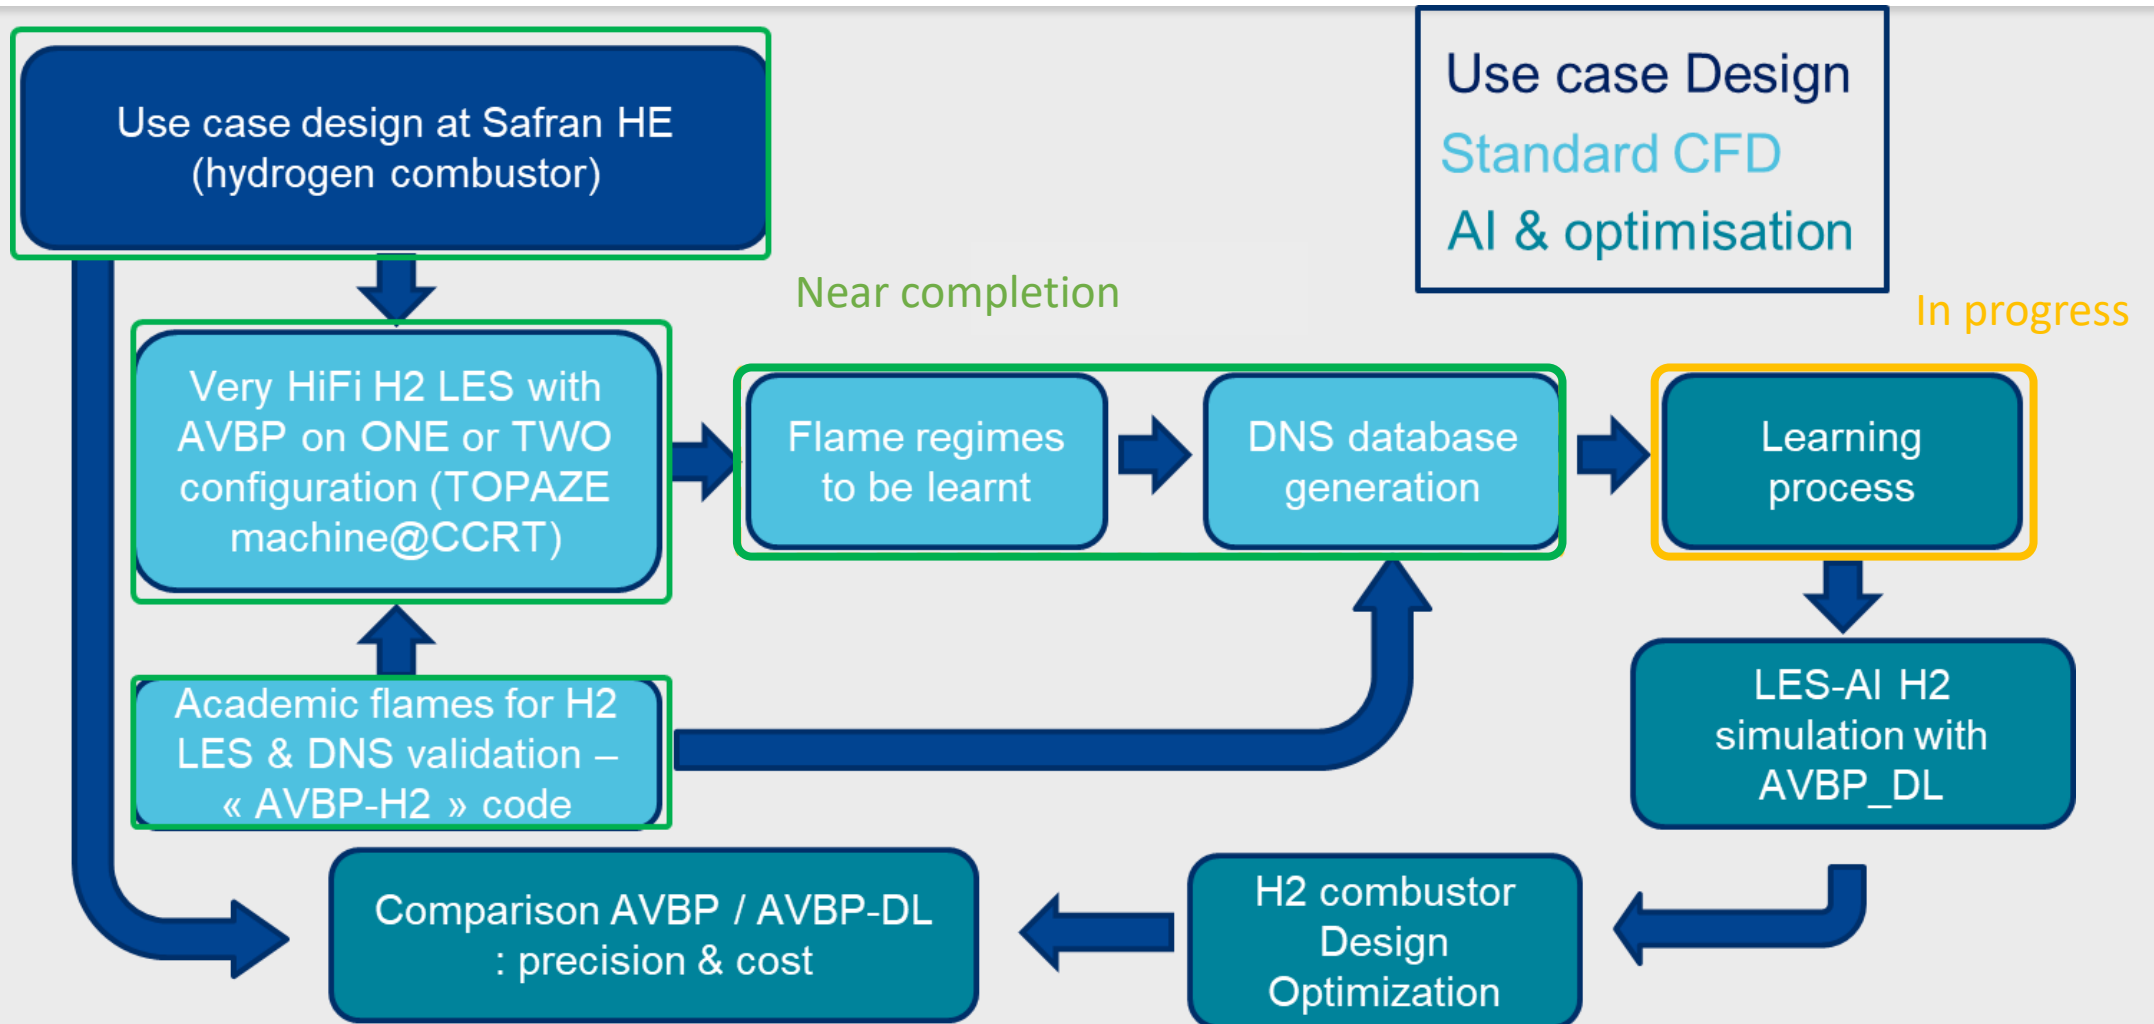 Use case design at Safran HE
(hydrogen combustor)
Use case Design
Standard CFD
AI & optimisation
Near completion
In progress
Very HiFi H2 LES with
AVBP on ONE or TWO
configuration (TOPAZE
machine@CCRT)
Flame regimes
to be learnt
DNS database
generation
Learning
process
Academic flames for H2
LES & DNS validation –
« AVBP-H2 » code
LES-AI H2
simulation with
AVBP_DL
Comparison AVBP / AVBP-DL
: precision & cost
H2 combustor
Design
Optimization